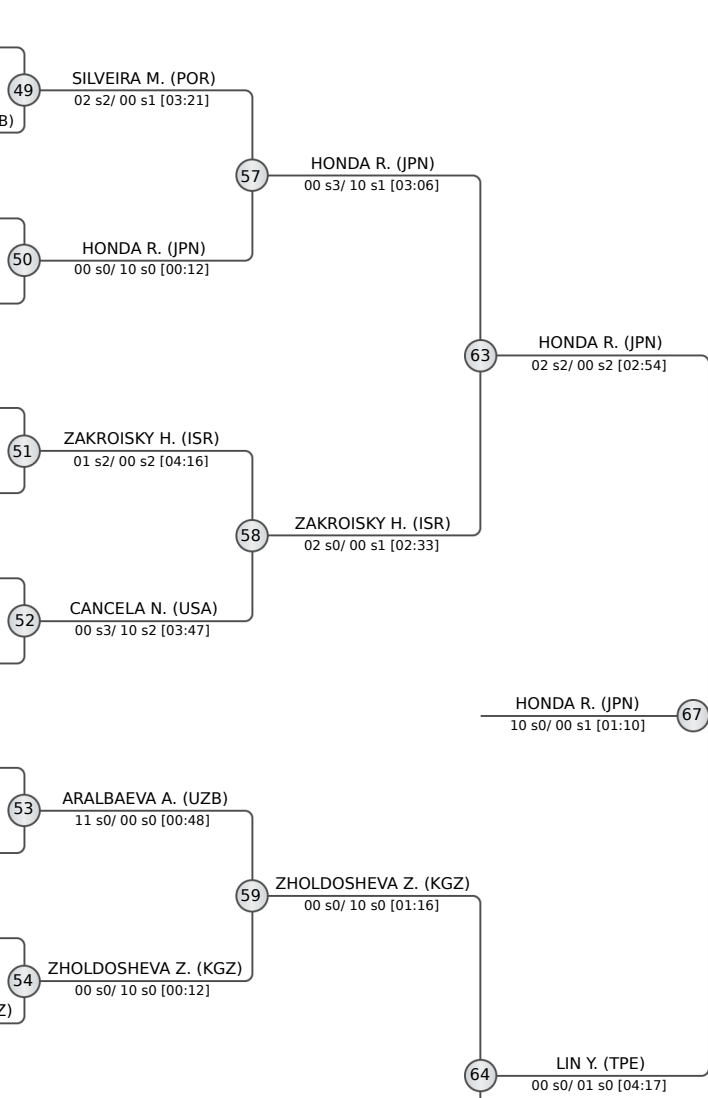 49
SILVEIRA M. (POR)
02 s2/ 00 s1 [03:21]
B)
57
HONDA R. (JPN)
00 s3/ 10 s1 [03:06]
50
HONDA R. (JPN)
00 s0/ 10 s0 [00:12]
63
HONDA R. (JPN)
02 s2/ 00 s2 [02:54]
51
ZAKROISKY H. (ISR)
01 s2/ 00 s2 [04:16]
58
ZAKROISKY H. (ISR)
02 s0/ 00 s1 [02:33]
52
CANCELA N. (USA)
00 s3/ 10 s2 [03:47]
HONDA R. (JPN)
10 s0/ 00 s1 [01:10]
67
53
ARALBAEVA A. (UZB)
11 s0/ 00 s0 [00:48]
59
ZHOLDOSHEVA Z. (KGZ)
00 s0/ 10 s0 [01:16]
54
ZHOLDOSHEVA Z. (KGZ)
00 s0/ 10 s0 [00:12]
Z)
64
LIN Y. (TPE)
00 s0/ 01 s0 [04:17]